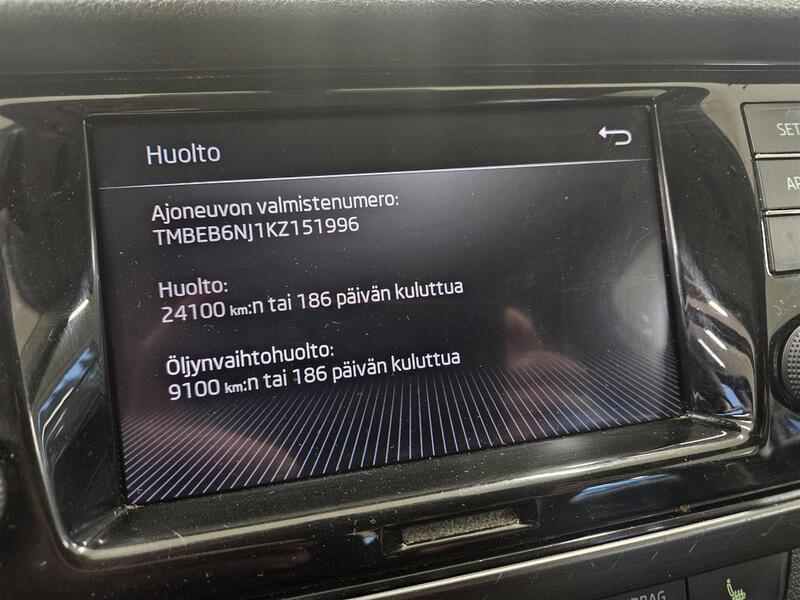 Huolto
Ajoneuvon valmistenumero:
TMBEB6NJ1KZ151996
Huolto:
24100 km:n tai 186 päivän kuluttua
Öljynvaihtohuolto:
9100 km:n tai 186 päivän kuluttua